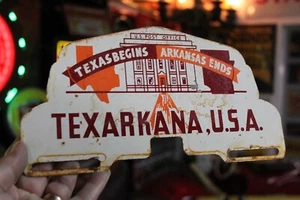 U.S. POST OFFICE
TEXAS BEGINS ARKANSAS ENDS
TEXARKANA, U.S.A.